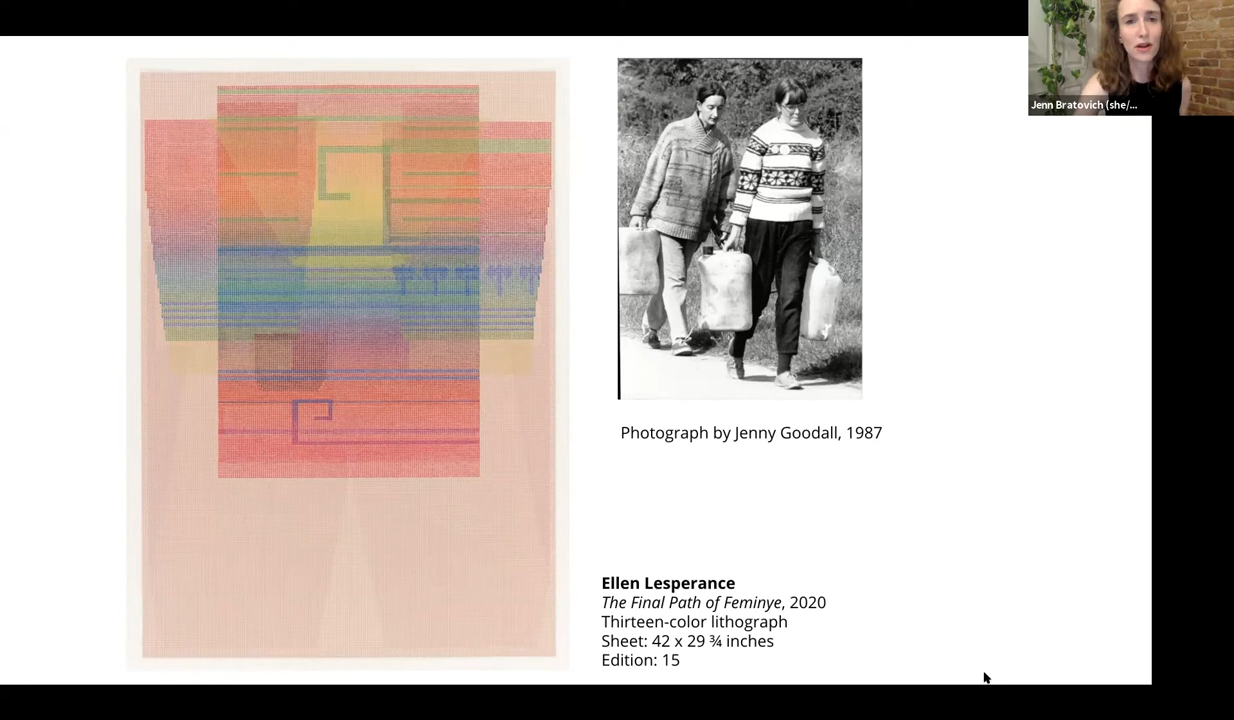 Jenn Bratovich (she/...
Photograph by Jenny Goodall, 1987
Ellen Lesperance
The Final Path of Feminye, 2020
Thirteen-color lithograph
Sheet: 42 x 29 ¾ inches
Edition: 15